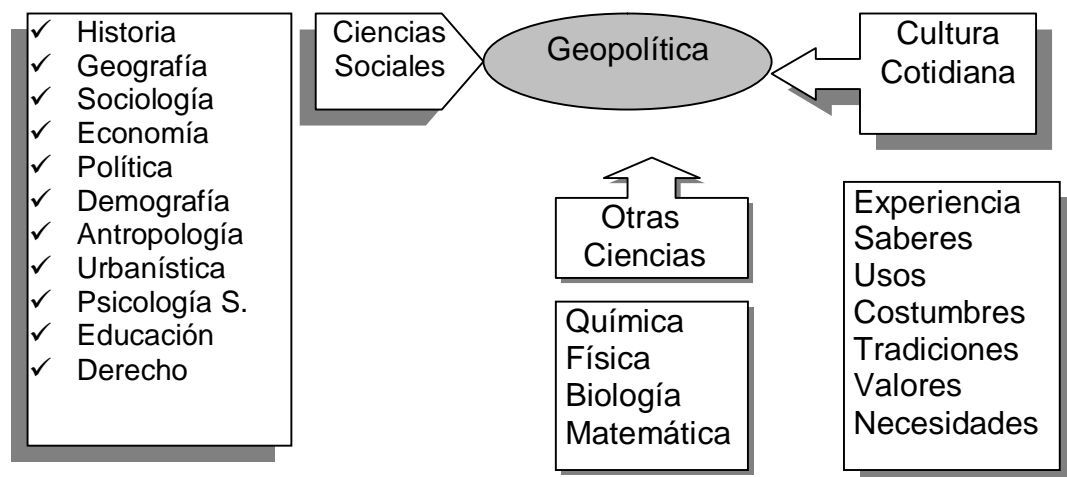 ✓ Historia
✓ Geografía
✓ Sociología
✓ Economía
✓ Política
✓ Demografía
✓ Antropología
✓ Urbanística
✓ Psicología S.
✓ Educación
✓ Derecho
Ciencias
Sociales
Geopolítica
Cultura
Cotidiana
Otras
Ciencias
Química
Física
Biología
Matemática
Experiencia
Saberes
Usos
Costumbres
Tradiciones
Valores
Necesidades